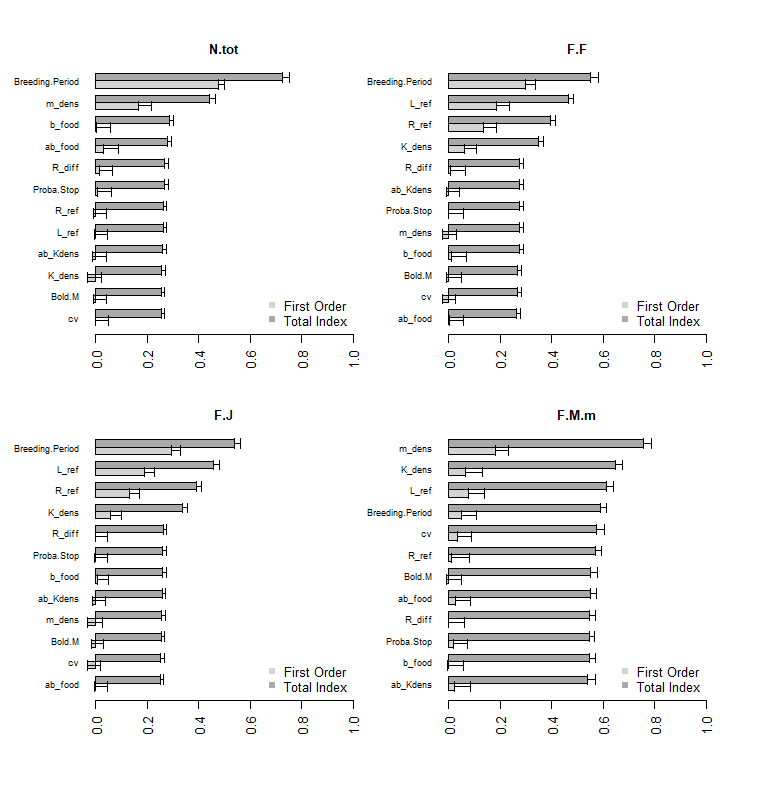 N.tot
Breeding.Period
m_dens
b_food
ab_food
R_diff
Proba.Stop
R_ref
L_ref
ab_Kdens
K_dens
Bold.M
cv
First Order
Total Index
0.0 0.2 0.4 0.6 0.8 1.0
F.F
Breeding.Period
L_ref
R_ref
K_dens
R_diff
ab_Kdens
Proba.Stop
m_dens
b_food
Bold.M
cv
ab_food
First Order
Total Index
0.0 0.2 0.4 0.6 0.8 1.0
F.J
Breeding.Period
L_ref
R_ref
K_dens
R_diff
Proba.Stop
b_food
ab_Kdens
m_dens
Bold.M
cv
ab_food
First Order
Total Index
0.0 0.2 0.4 0.6 0.8 1.0
F.M.m
m_dens
K_dens
L_ref
Breeding.Period
cv
R_ref
Bold.M
ab_food
R_diff
Proba.Stop
b_food
ab_Kdens
First Order
Total Index
0.0 0.2 0.4 0.6 0.8 1.0